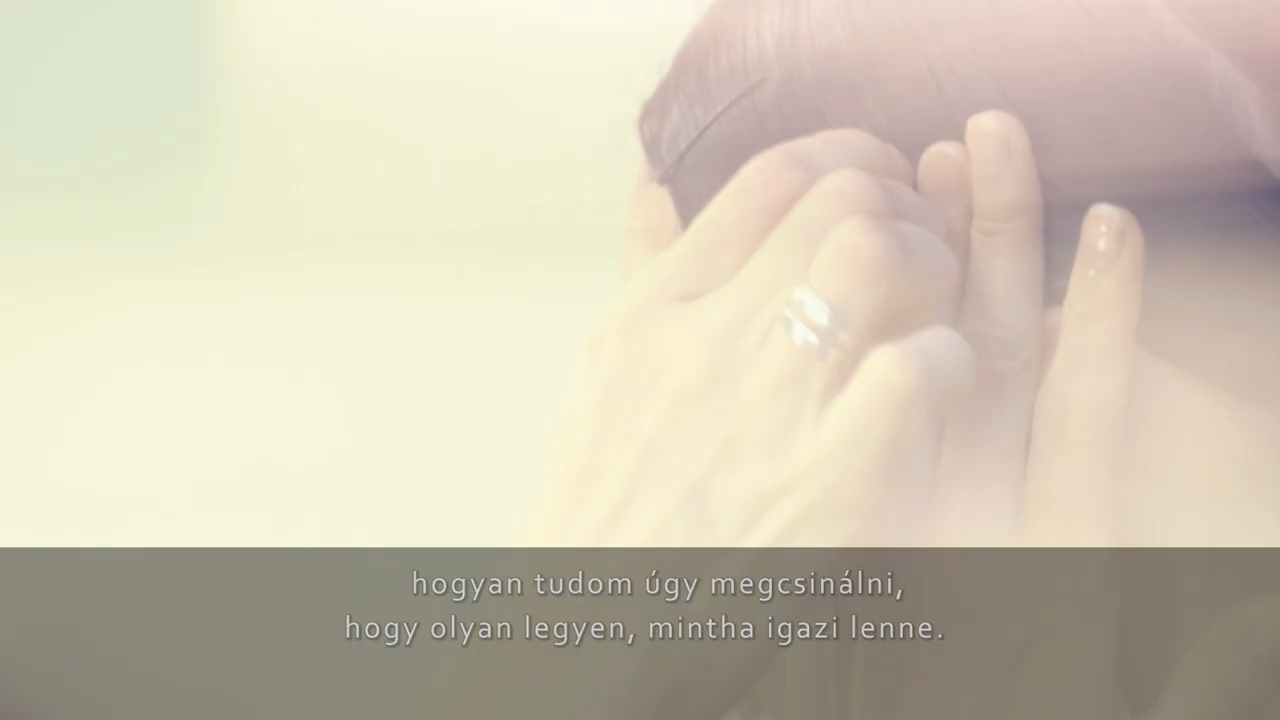 hogyan tudom úgy megcsinálni,
hogy olyan legyen, mintha igazi lenne.